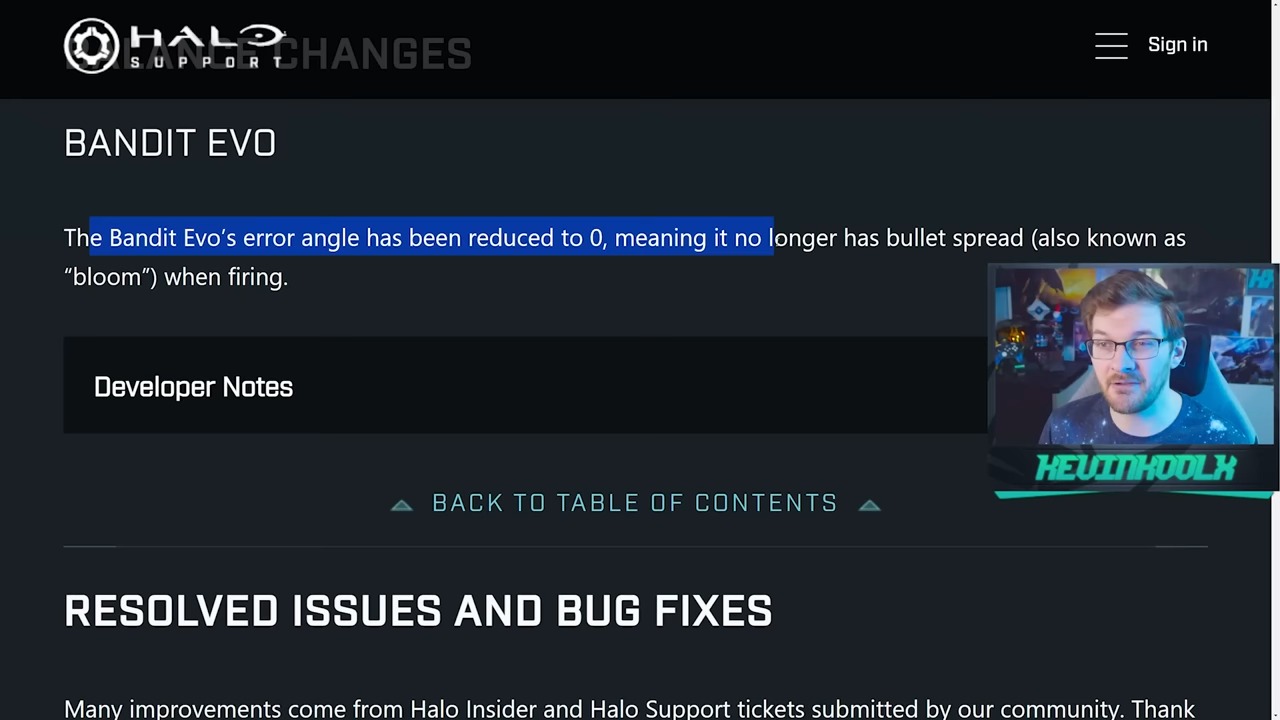 HALO
SUPPORT
BALANCE CHANGES
Sign in
BANDIT EVO
The Bandit Evo’s error angle has been reduced to 0, meaning it no longer has bullet spread (also known as
“bloom”) when firing.
Developer Notes
KEVINKOOLX
BACK TO TABLE OF CONTENTS
RESOLVED ISSUES AND BUG FIXES
Many improvements come from Halo Insider and Halo Support tickets submitted by our community. Thank